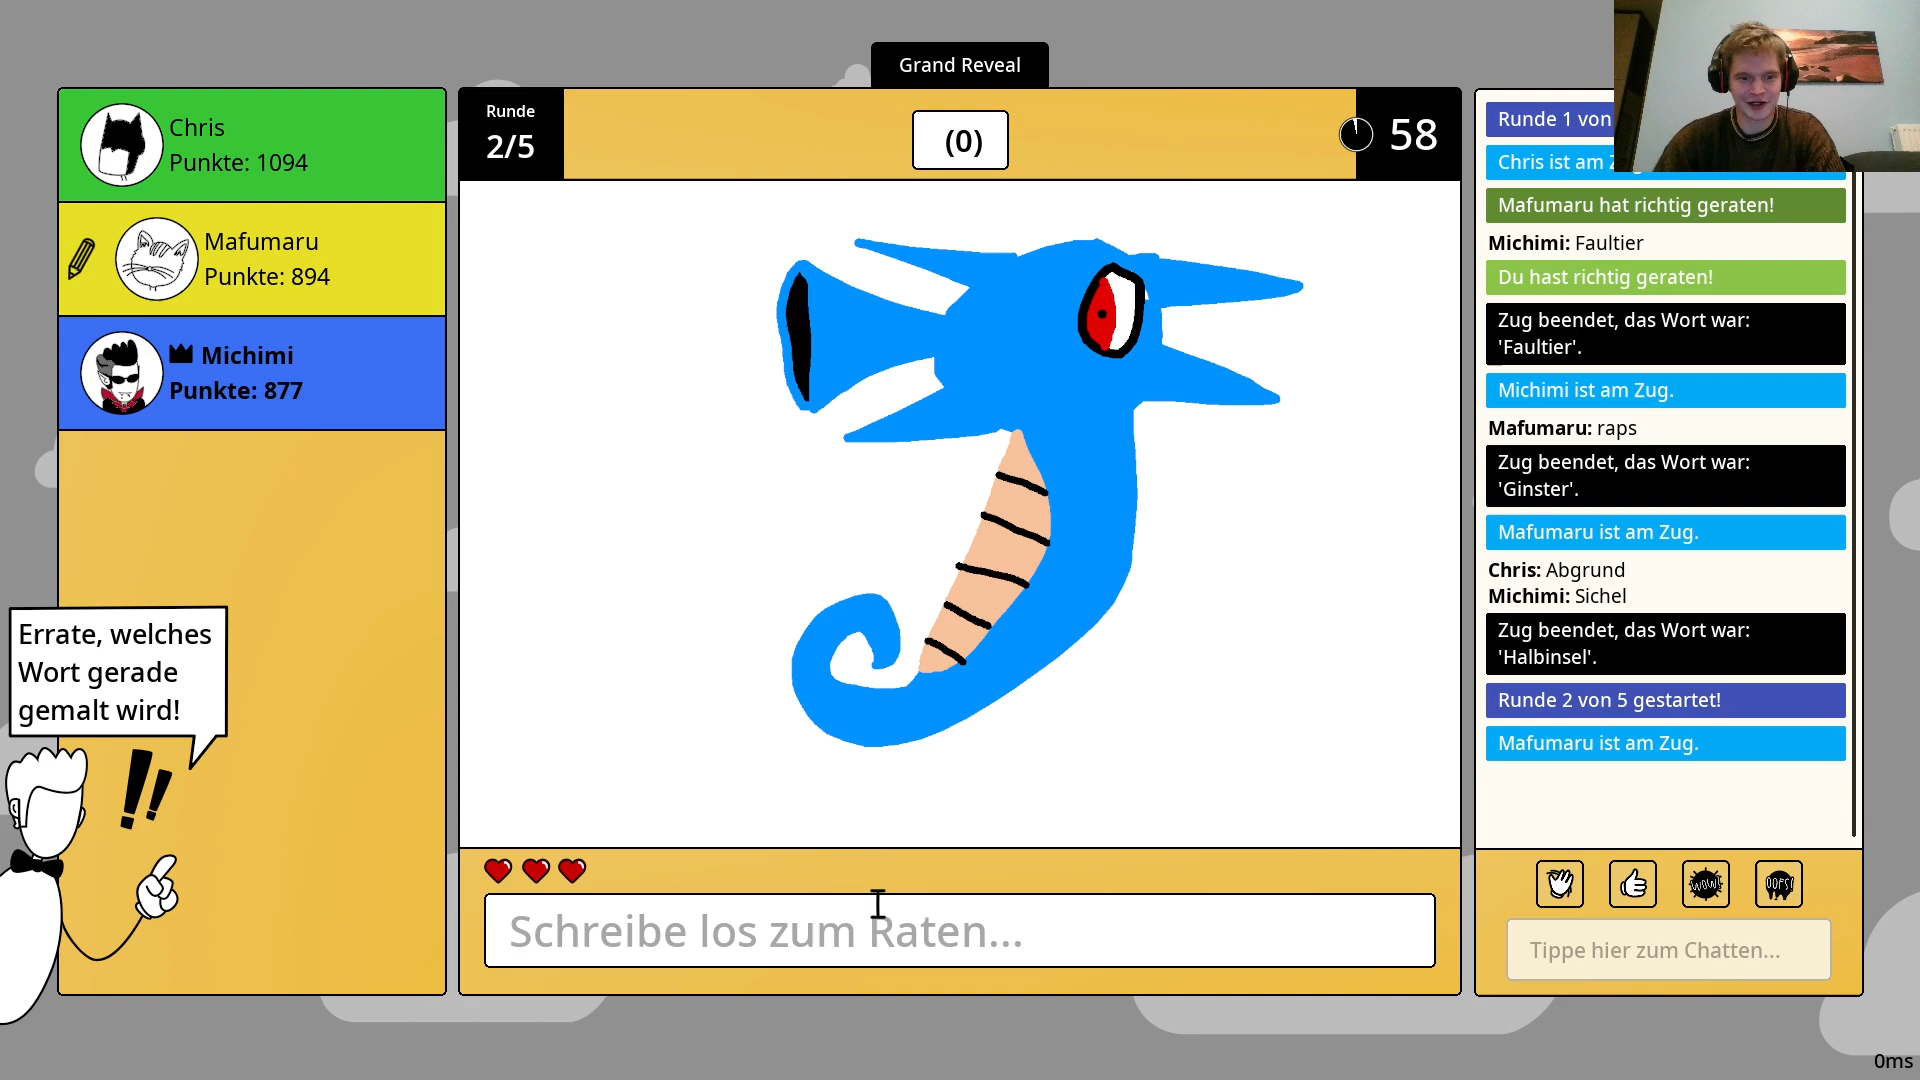 Grand Reveal
Chris
Punkte: 1094
Mafumaru
Punkte: 894
Michimi
Punkte: 877
Errate, welches
Wort gerade
gemalt wird!
Runde
2/5
(0)
58
Schreibe los zum Raten...
Runde 1 von
Chris ist am
Mafumaru hat richtig geraten!
Michimi: Faultier
Du hast richtig geraten!
Zug beendet, das Wort war:
'Faultier'.
Michimi ist am Zug.
Mafumaru: raps
Zug beendet, das Wort war:
'Ginster'.
Mafumaru ist am Zug.
Chris: Abgrund
Michimi: Sichel
Zug beendet, das Wort war:
'Halbinsel'.
Runde 2 von 5 gestartet!
Mafumaru ist am Zug.
WOW!
OOPS!
Tippe hier zum Chatten...
0ms